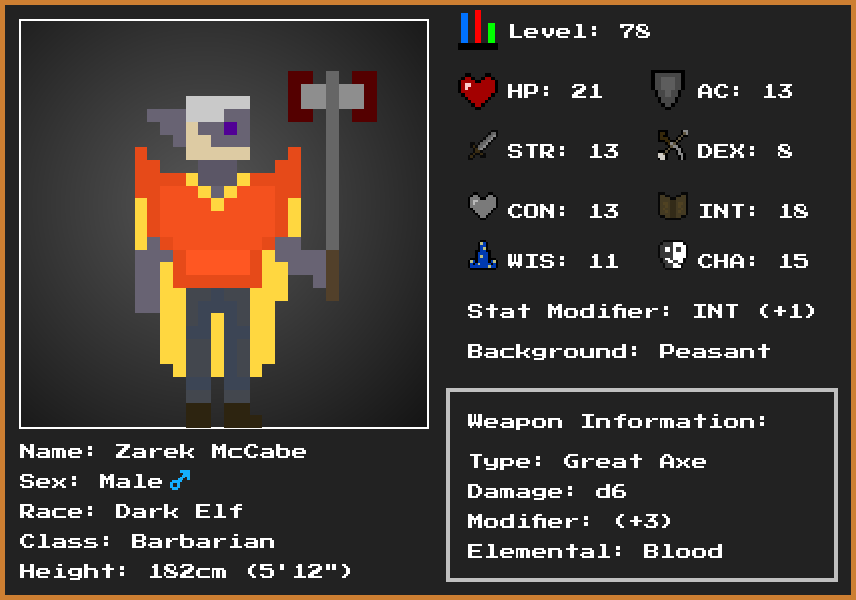 Level: 78
HP: 21 AC: 13
STR: 13 DEX: 8
CON: 13 INT: 18
WIS: 11 CHA: 15
Stat Modifier: INT (+1)
Background: Peasant
Weapon Information:
Type: Great Axe
Damage: d6
Modifier: (+3)
Elemental: Blood
Name: Zarek McCabe
Sex: Male ♂
Race: Dark Elf
Class: Barbarian
Height: 182cm (5'12")